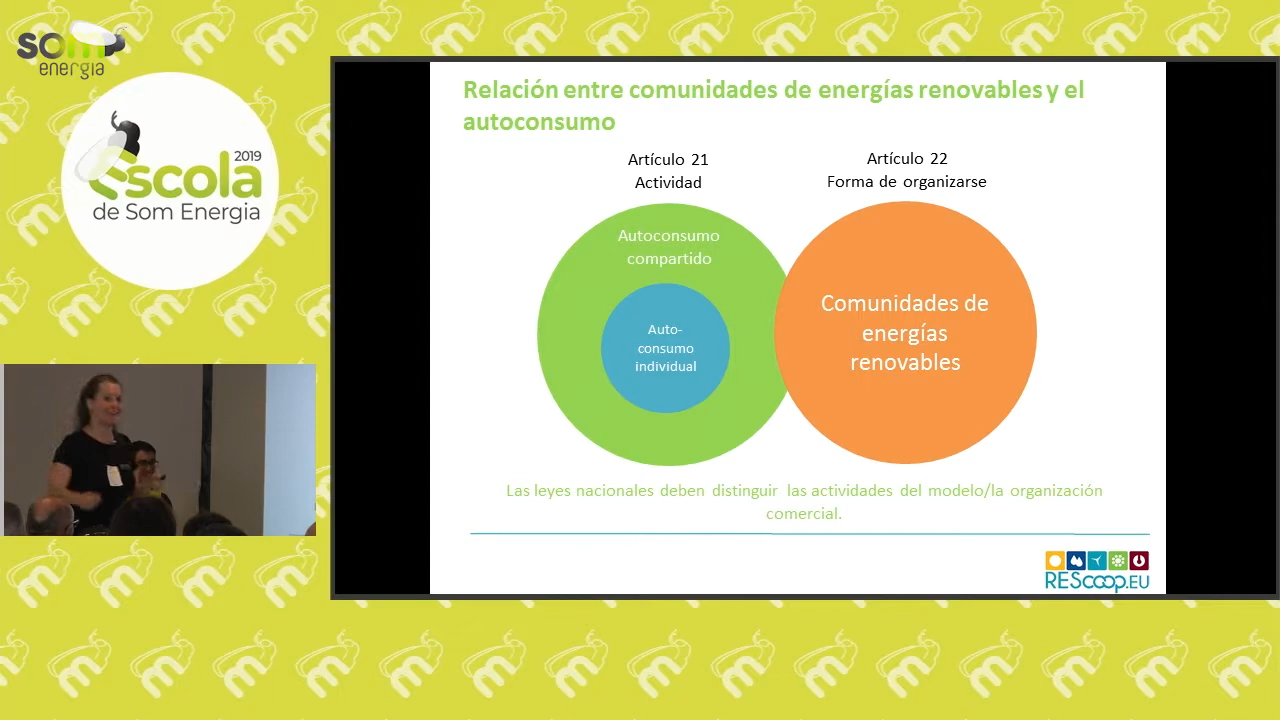 som
energia
2019
escola
de Som Energia
Relación entre comunidades de energías renovables y el
autoconsumo
Artículo 21
Actividad
Artículo 22
Forma de organizarse
Autoconsumo
compartido
Auto-
consumo
individual
Comunidades de
energías
renovables
Las leyes nacionales deben distinguir las actividades del modelo/la organización
comercial.
REScoop.EU